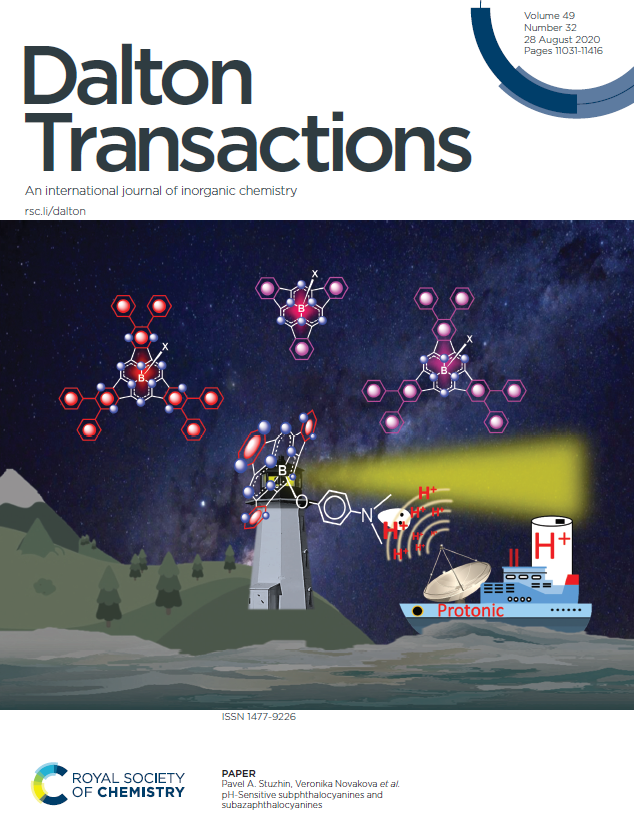 Volume 49
Number 32
28 August 2020
Pages 11031-11416
Dalton
Transactions
An international journal of inorganic chemistry
rsc.li/dalton
X
B
X
B
X
B
B
O
N
H+
H+
H+
H+
H+
H+
H+
H+
Protonic
ISSN 1477-9226
ROYAL SOCIETY
OF CHEMISTRY
PAPER
Pavel A. Stuzhin, Veronika Novakova et al.
pH-Sensitive subphthalocyanines and
subazaphthalocyanines